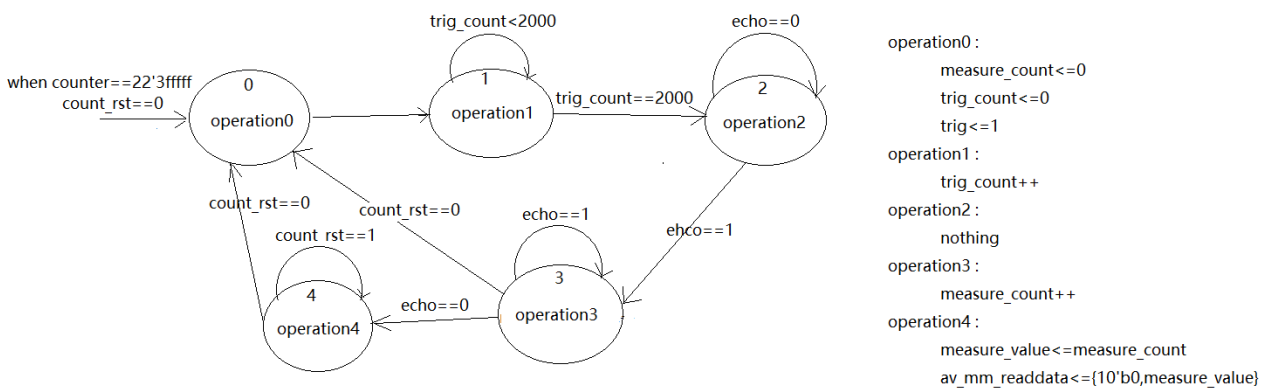 trig_count<2000
echo==0
when counter==22'3fffff
count_rst==0
0
operation0
1
operation1
trig_count==2000
2
operation2
count_rst==0
count_rst==0
echo==1
ehco==1
count_rst==1
3
operation3
4
operation4
echo==0
operation0 :
measure_count<=0
trig_count<=0
trig<=1
operation1 :
trig_count++
operation2 :
nothing
operation3 :
measure_count++
operation4 :
measure_value<=measure_count
av_mm_readdata<={10'b0,measure_value}